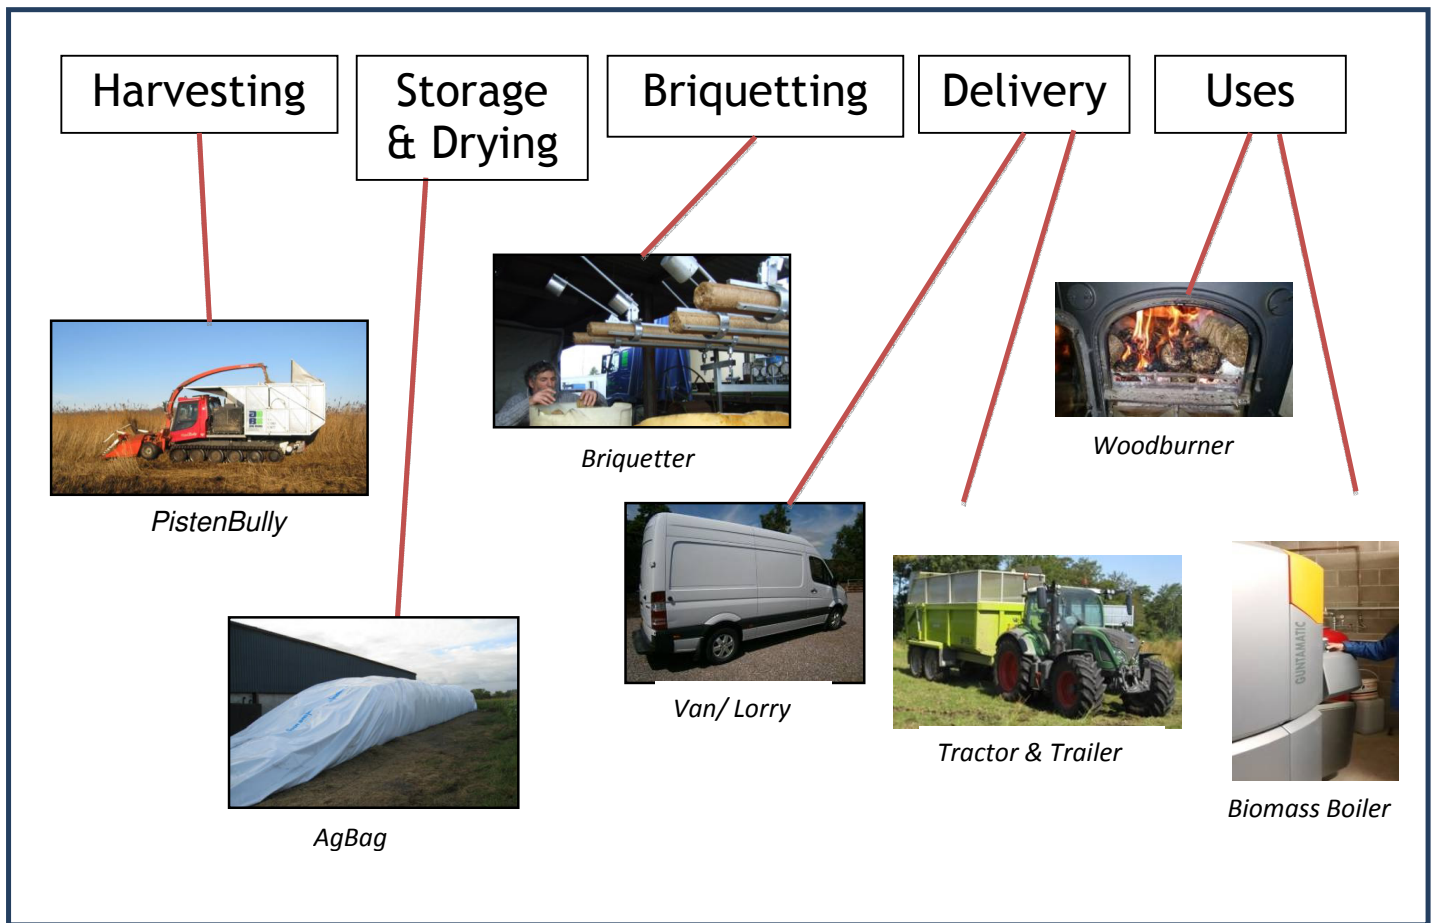 Harvesting
Storage
& Drying
Briquetting
Delivery
Uses
PistenBully
AgBag
Briquetter
Van/ Lorry
Tractor & Trailer
Woodburner
GUNTAMATIC
Biomass Boiler